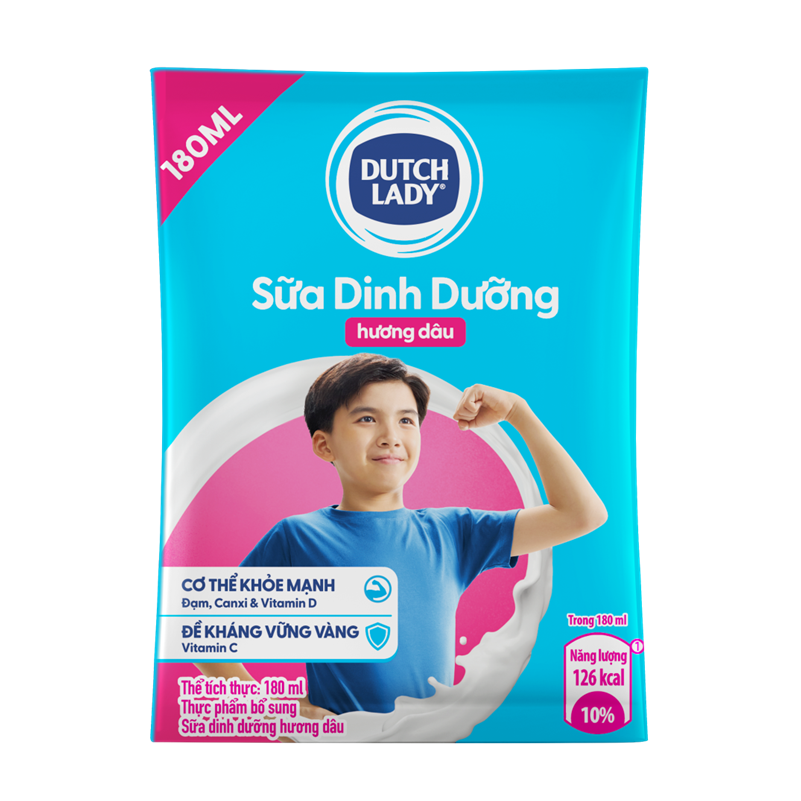 180ML
DUTCH
LADY®
Sữa Dinh Dưỡng
hương dâu
CƠ THỂ KHỎE MẠNH
Đạm, Canxi & Vitamin D
ĐỀ KHÁNG VỮNG VÀNG
Vitamin C
Thể tích thực: 180 ml
Thực phẩm bổ sung
Sữa dinh dưỡng hương dâu
Trong 180 ml
Năng lượng
1
126 kcal
10%